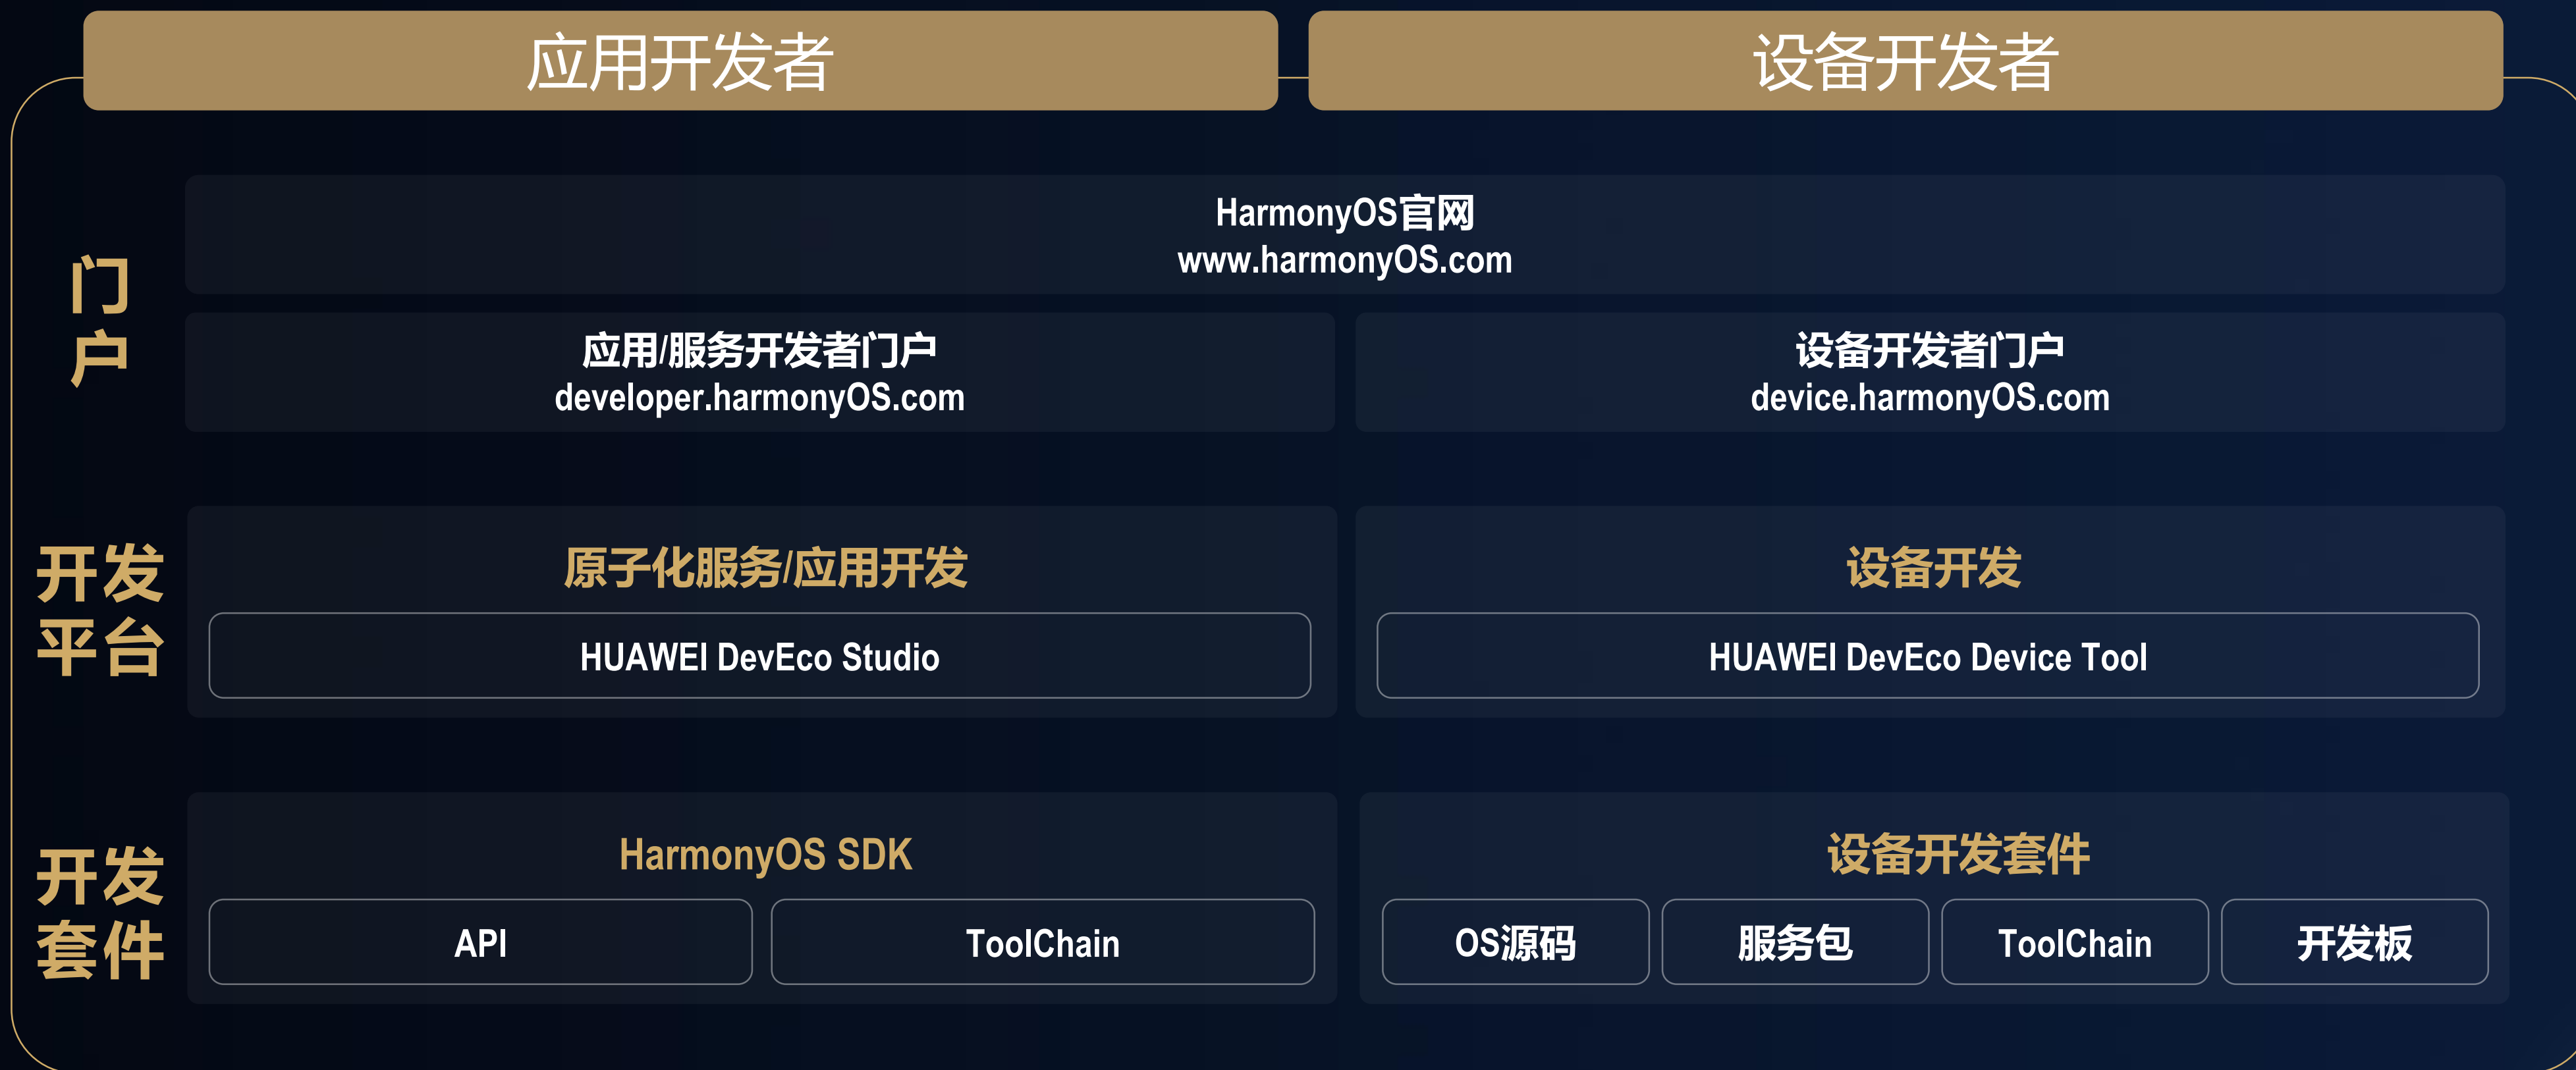 应用开发者
设备开发者
门
户
HarmonyOS官网
www.harmonyOS.com
应用/服务开发者门户
developer.harmonyOS.com
设备开发者门户
device.harmonyOS.com
开发
平台
原子化服务/应用开发
HUAWEI DevEco Studio
设备开发
HUAWEI DevEco Device Tool
开发
套件
HarmonyOS SDK
API
ToolChain
设备开发套件
OS源码
服务包
ToolChain
开发板